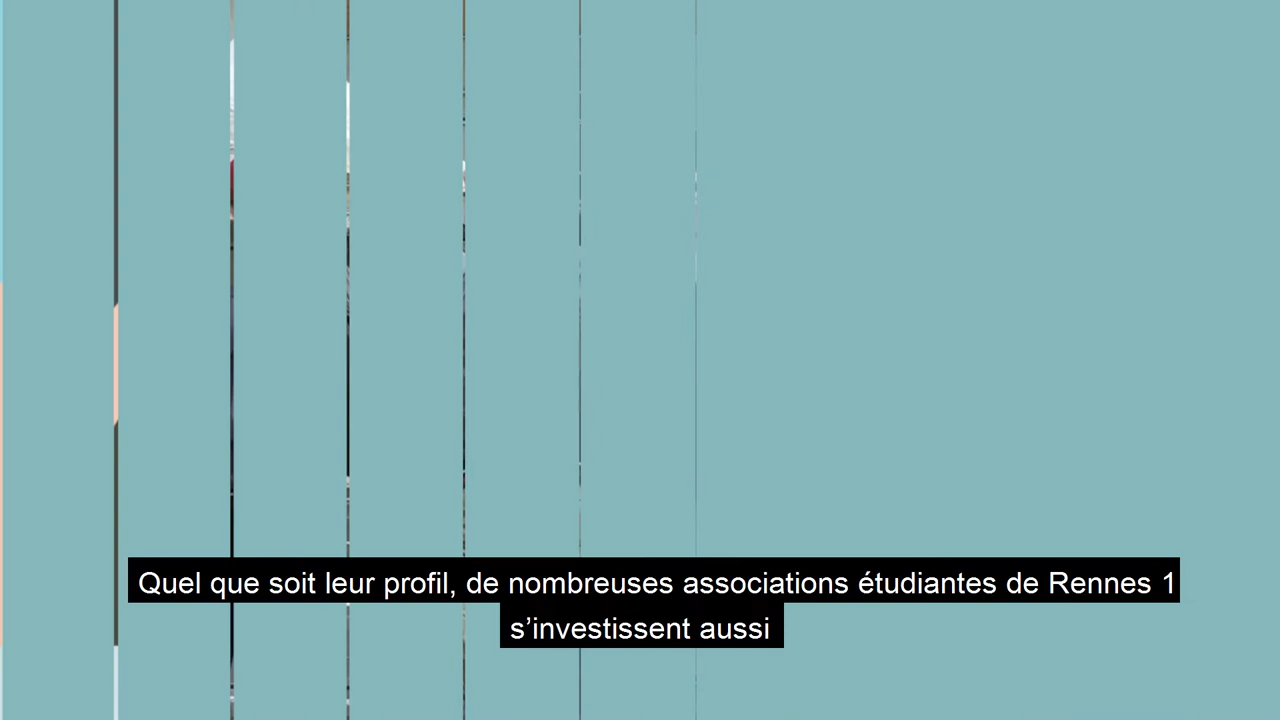 Quel que soit leur profil, de nombreuses associations étudiantes de Rennes 1
s’investissent aussi